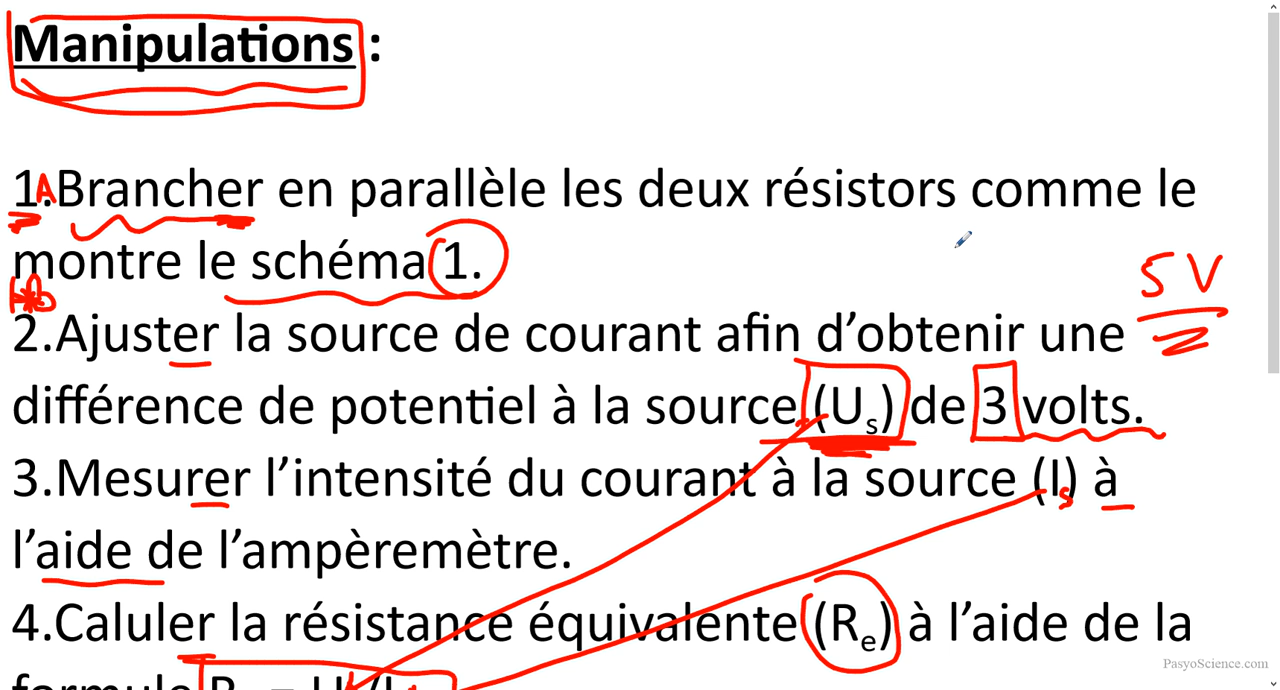 Manipulations :
1.Brancher en parallèle les deux résistors comme le
montre le schéma 1.
5 V
2.Ajuster la source de courant afin d’obtenir une
différence de potentiel à la source (Us) de 3 volts.
3.Mesurer l’intensité du courant à la source (Is) à
l’aide de l’ampèremètre.
4.Caluler la résistance équivalente (Re) à l’aide de la
PasyoScience.com
formule